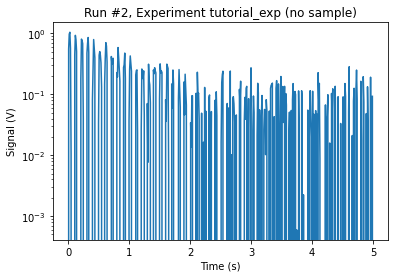 Run #2, Experiment tutorial_exp (no sample)
Signal (V)
10⁰
10⁻¹
10⁻²
10⁻³
0 1 2 3 4 5
Time (s)